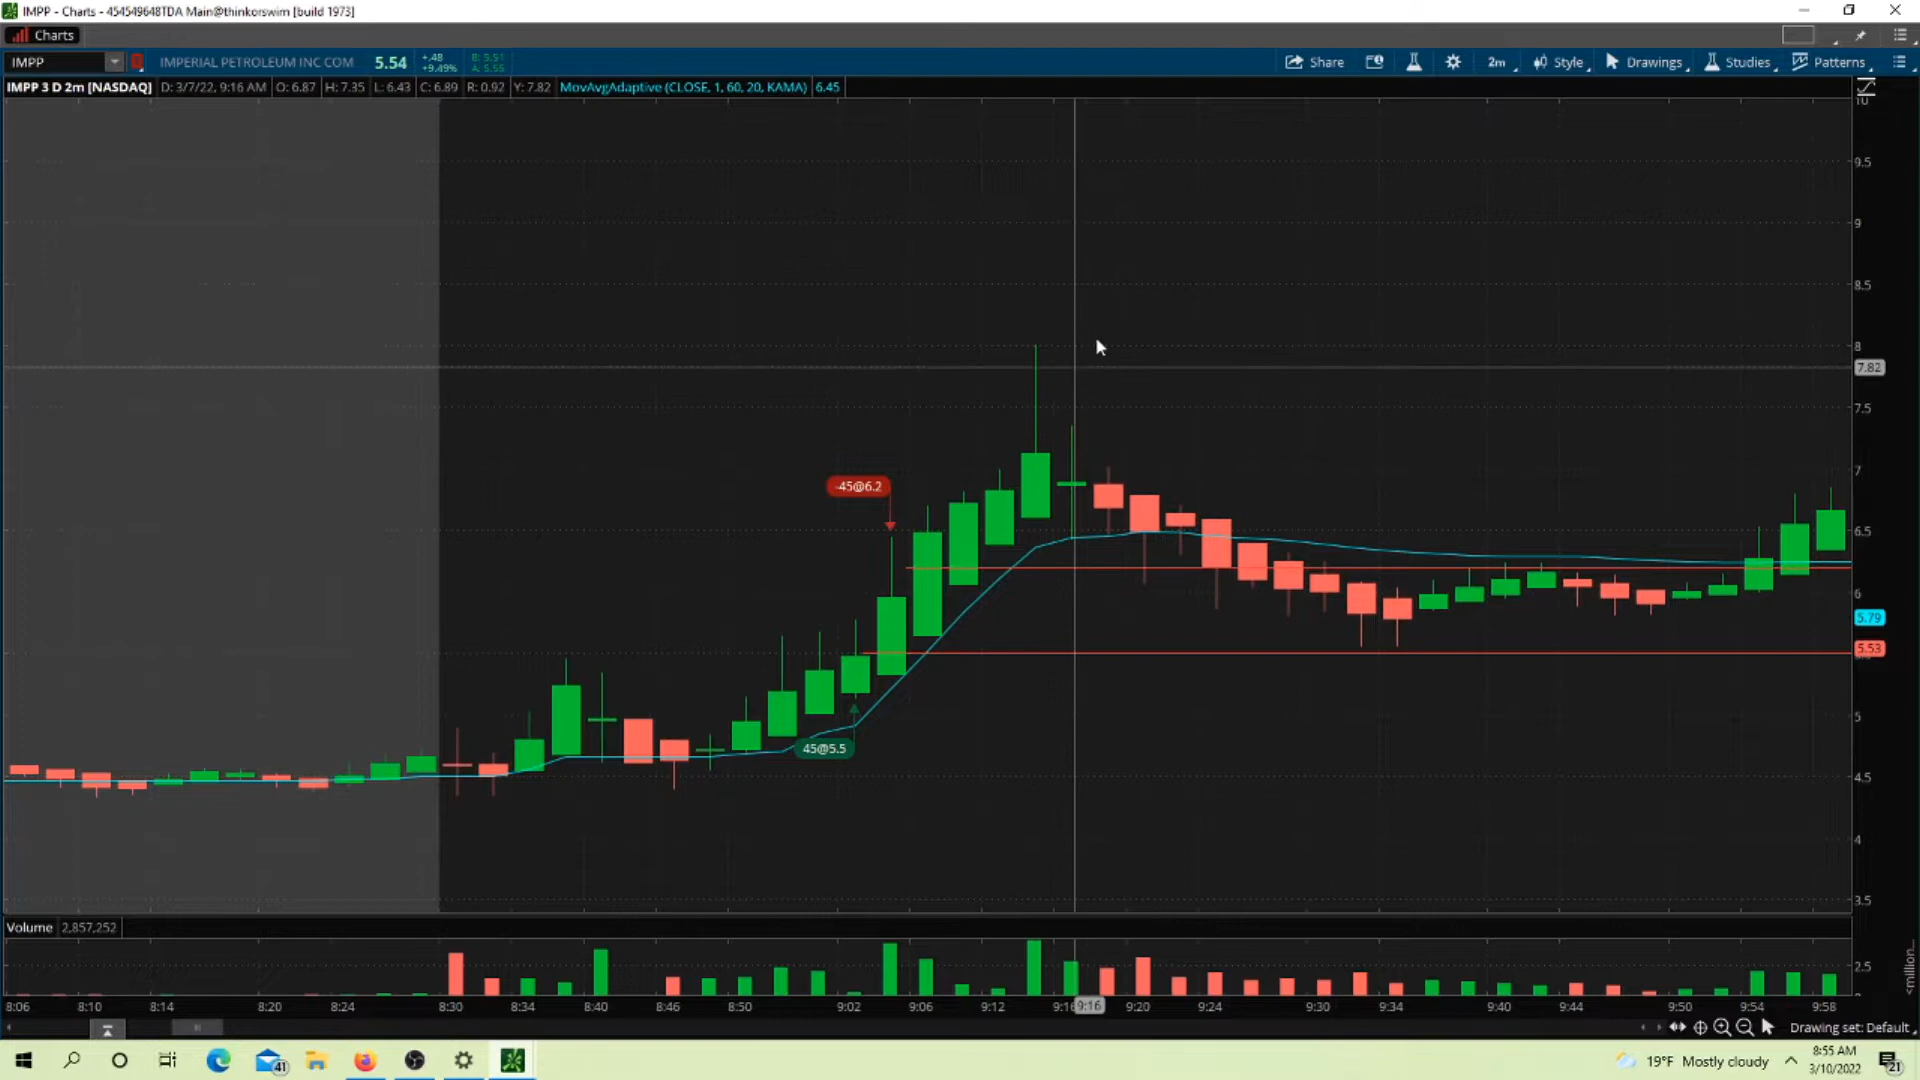 IMPP - Charts - 454549648TDA Main@thinkorswim [build 1973]
Charts
IMPP IMPERIAL PETROLEUM INC COM 5.54 +.48 +9.49% B: 5.51 A: 5.55 Share 2m Style Drawings Studies Patterns
IMPP 3 D 2m [NASDAQ] D: 3/7/22, 9:16 AM O: 6.87 H: 7.35 L: 6.43 C: 6.89 R: 0.92 Y: 7.82 MovAvgAdaptive (CLOSE, 1, 60, 20, KAMA) 6.45
10
9.5
9
8.5
8
7.82
7.5
7
-45@6.2
6.5
6
5.79
5.53
5
45@5.5
4.5
4
3.5
Volume 2,857,252
<million...
2.5
8:06 8:10 8:14 8:20 8:24 8:30 8:34 8:40 8:46 8:50 9:02 9:06 9:12 9:16 9:16 9:20 9:24 9:30 9:34 9:40 9:44 9:50 9:54 9:58
Drawing set: Default
41 19°F Mostly cloudy 8:55 AM
3/10/2022 21